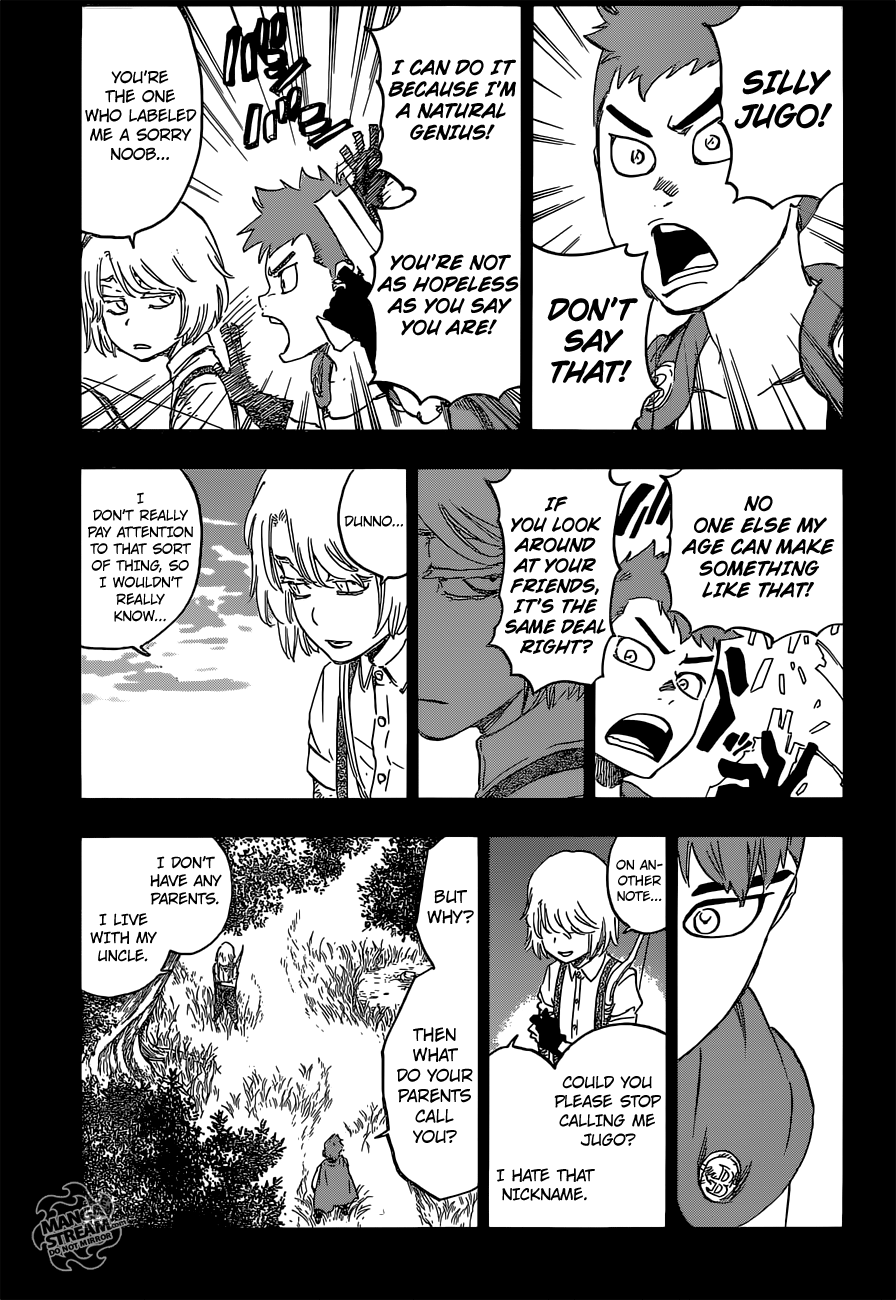 SILLY
JUGO!
DON'T
SAY
THAT!
I CAN DO IT
BECAUSE I'M
A NATURAL
GENIUS!
YOU'RE NOT
AS HOPELESS
AS YOU SAY
YOU ARE!
YOU'RE
THE ONE
WHO LABELED
ME A SORRY
NOOB...
NO
ONE ELSE MY
AGE CAN MAKE
SOMETHING
LIKE THAT!
IF
YOU LOOK
AROUND
AT YOUR
FRIENDS,
IT'S THE
SAME DEAL
RIGHT?
DUNNO...
I
DON'T REALLY
PAY ATTENTION
TO THAT SORT
OF THING, SO
I WOULDN'T
REALLY
KNOW...
ON AN-
OTHER
NOTE...
COULD YOU
PLEASE STOP
CALLING ME
JUGO?
I HATE THAT
NICKNAME.
BUT
WHY?
THEN
WHAT
DO YOUR
PARENTS
CALL
YOU?
I DON'T
HAVE ANY
PARENTS.
I LIVE
WITH MY
UNCLE.
MANGA
STREAM.com
DO NOT MIRROR